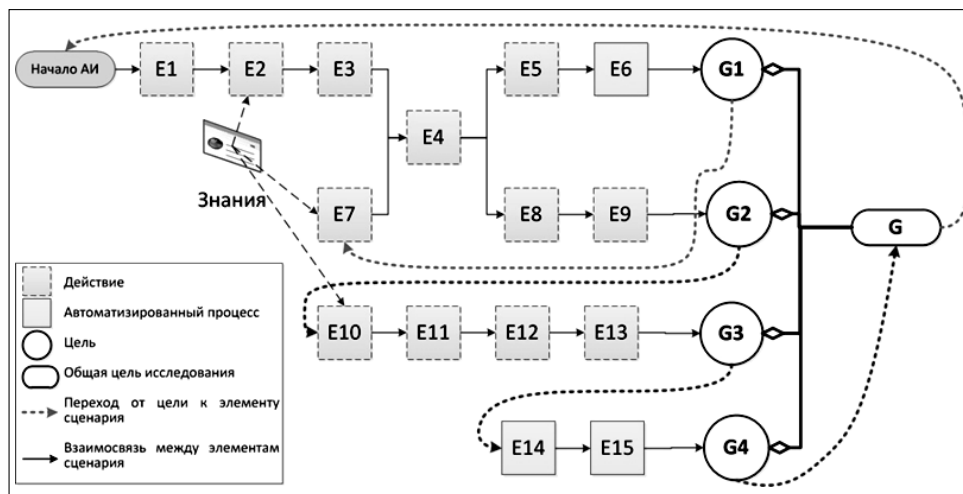 Начало АИ
E1
E2
E3
E4
E5
E6
G1
Знания
E7
E8
E9
G2
G
E10
E11
E12
E13
G3
E14
E15
G4
Действие
Автоматизированный процесс
Цель
Общая цель исследования
Переход от цели к элементу
сценария
Взаимосвязь между элементам
сценария